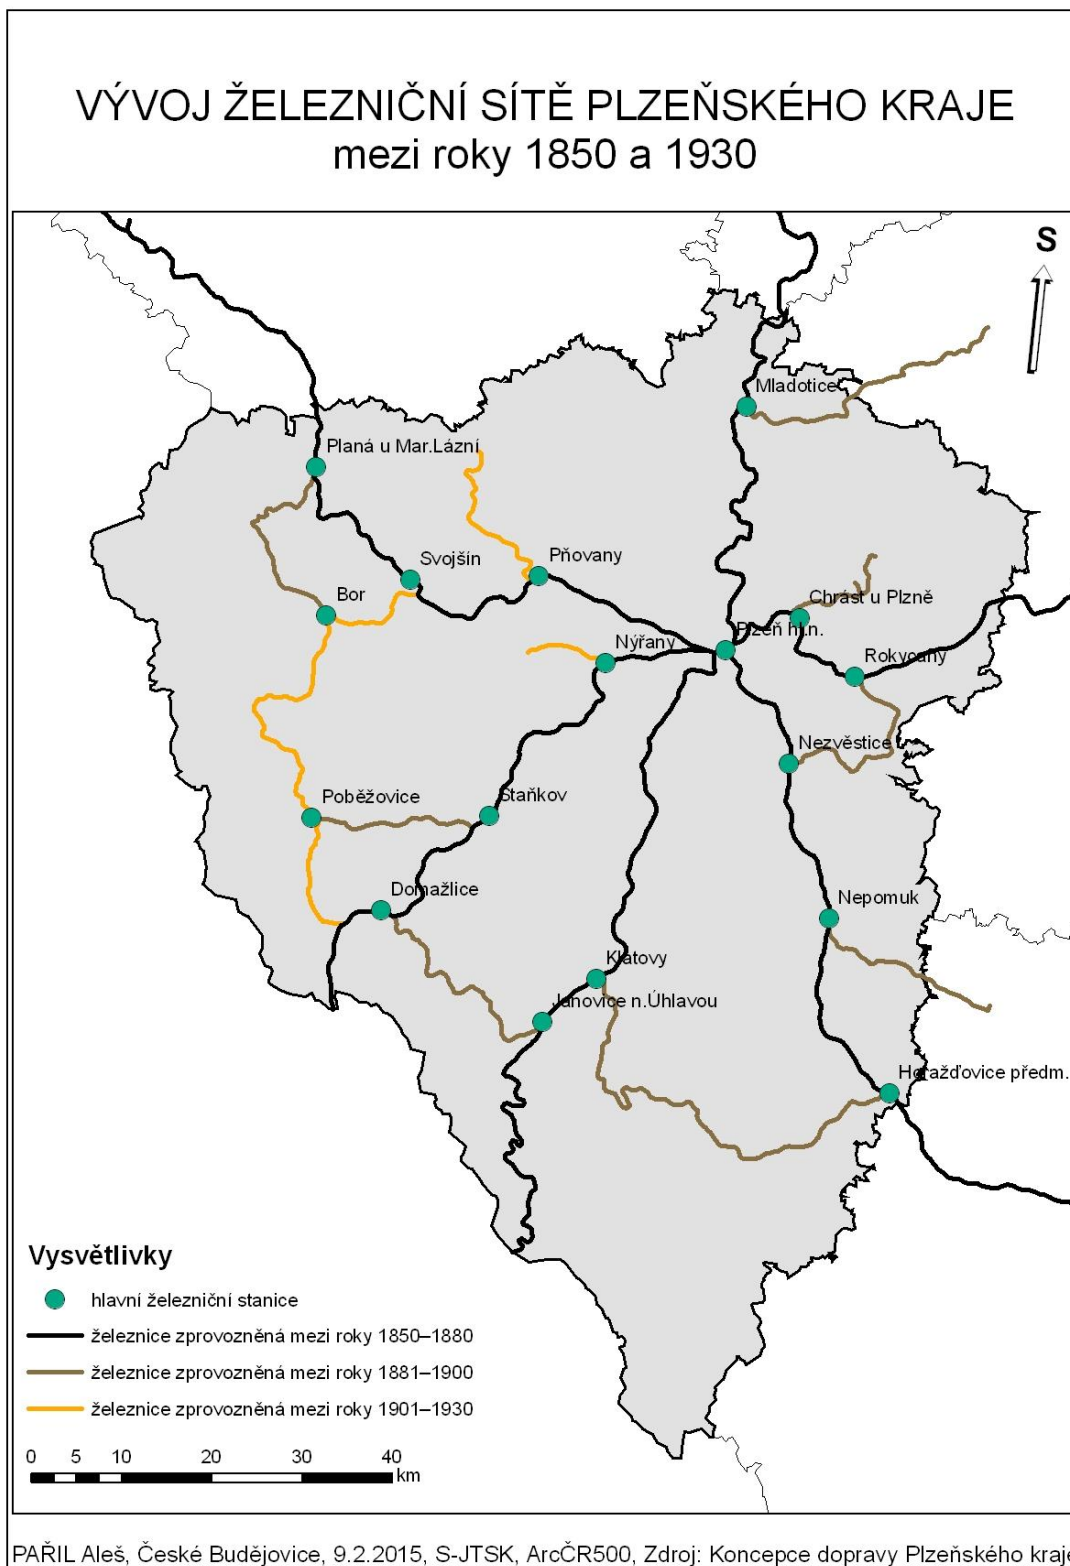 VÝVOJ ŽELEZNIČNÍ SÍTĚ PLZEŇSKÉHO KRAJE
mezi roky 1850 a 1930
S
Mladotice
Planá u Mar.Lázní
Svojšín
Pňovany
Bor
Chrást u Plzně
Nýřany
Plzeň hl.n.
Rokycany
Nezvěstice
Poběžovice
Staňkov
Domažlice
Nepomuk
Klatovy
Janovice n.Úhlavou
Horažďovice předm.
Vysvětlivky
hlavní železniční stanice
železnice zprovozněná mezi roky 1850–1880
železnice zprovozněná mezi roky 1881–1900
železnice zprovozněná mezi roky 1901–1930
0 5 10 20 30 40
km
PAŘIL Aleš, České Budějovice, 9.2.2015, S-JTSK, ArcČR500, Zdroj: Koncepce dopravy Plzeňského kraje